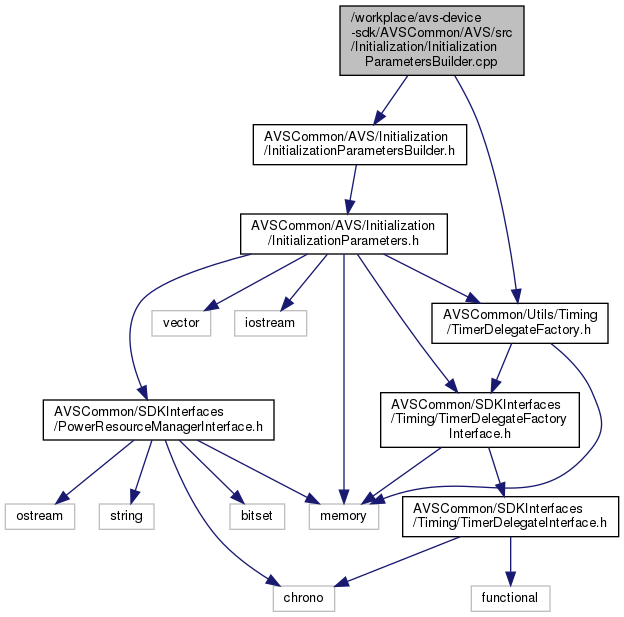 /workplace/avs-device
-sdk/AVSCommon/AVS/src
/Initialization/Initialization
ParametersBuilder.cpp
AVSCommon/AVS/Initialization
/InitializationParametersBuilder.h
AVSCommon/AVS/Initialization
/InitializationParameters.h
vector
iostream
AVSCommon/Utils/Timing
/TimerDelegateFactory.h
AVSCommon/SDKInterfaces
/PowerResourceManagerInterface.h
AVSCommon/SDKInterfaces
/Timing/TimerDelegateFactory
Interface.h
ostream
string
bitset
memory
AVSCommon/SDKInterfaces
/Timing/TimerDelegateInterface.h
chrono
functional